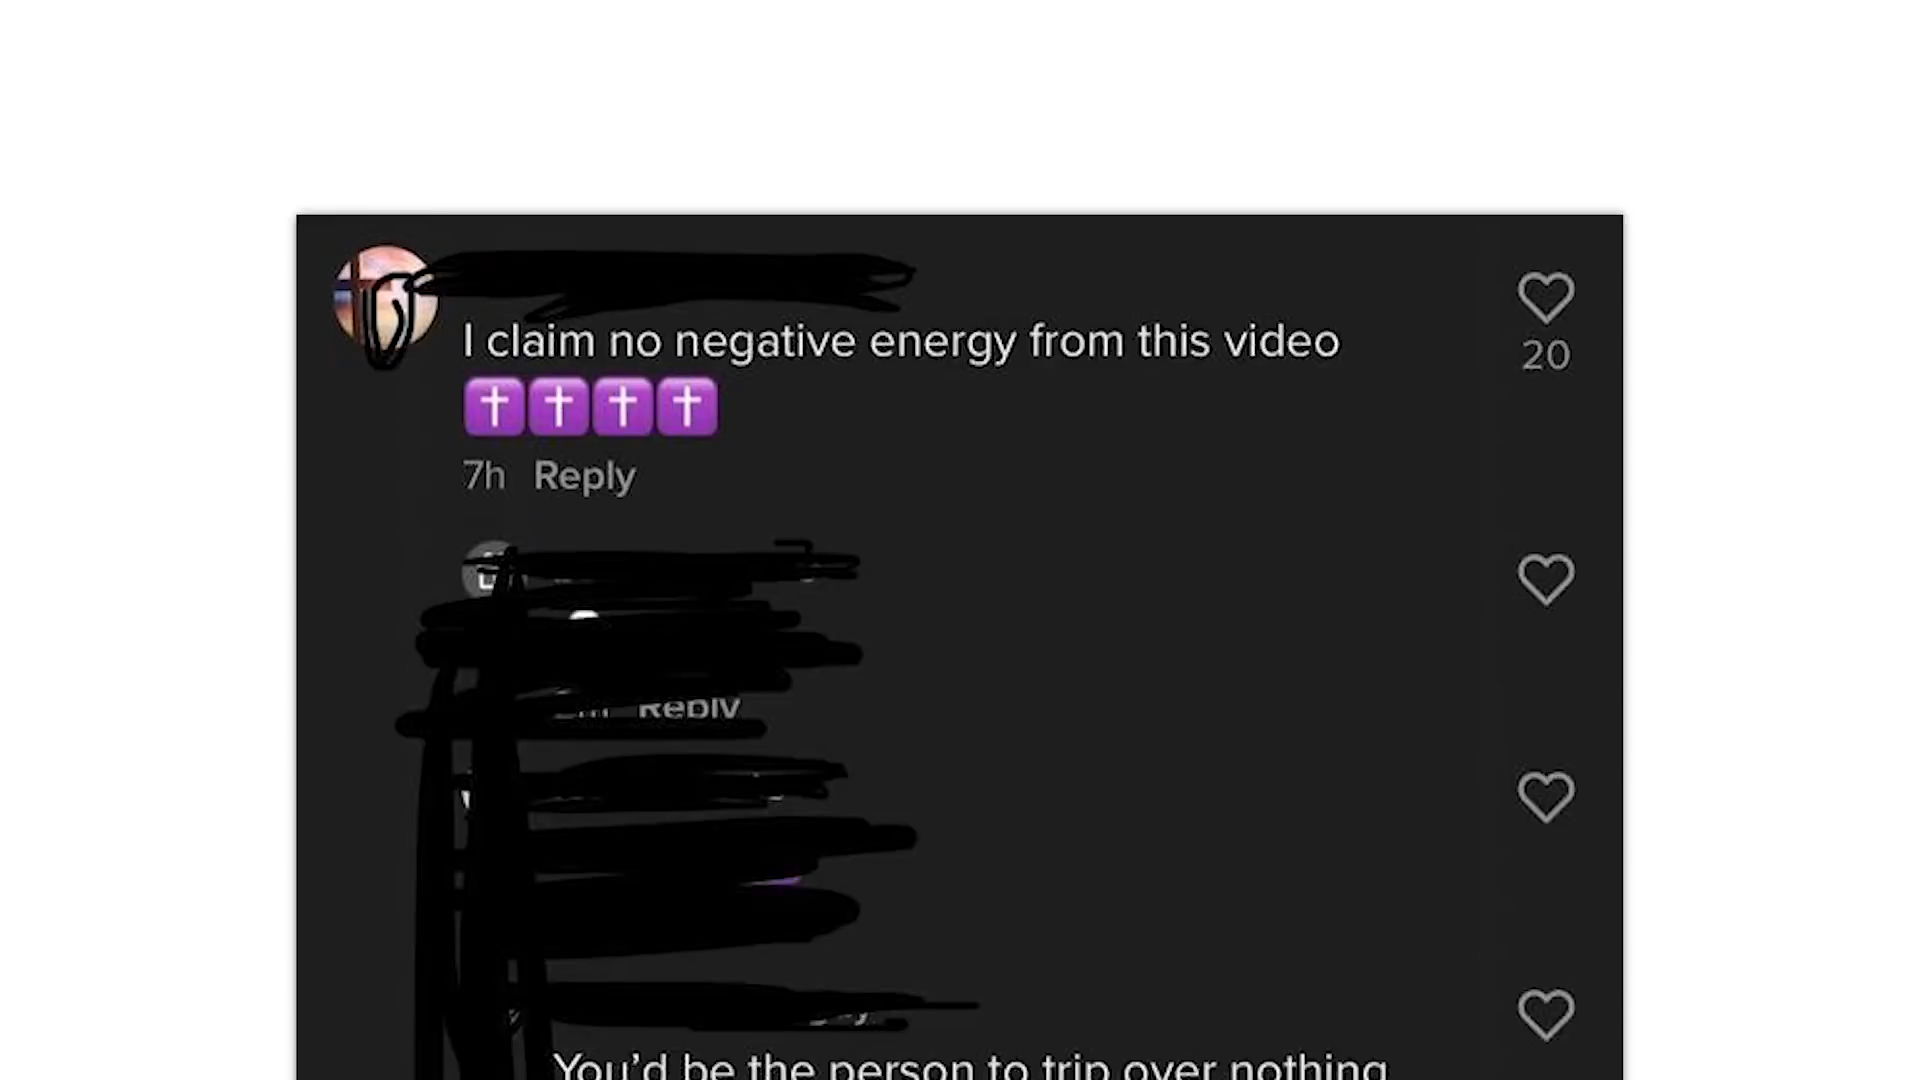 I claim no negative energy from this video
✝️✝️✝️✝️
20
7h Reply
Reply
You'd be the person to trip over nothing